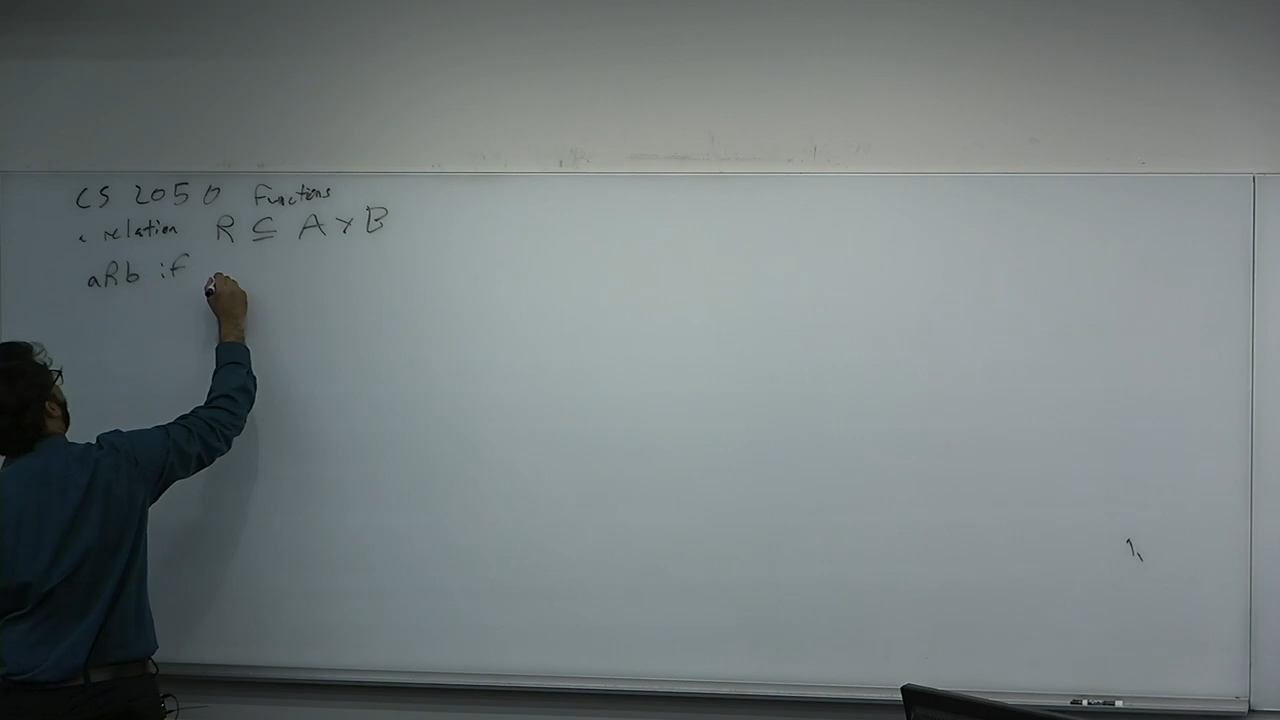 CS 2050 Functions
• relation R ⊆ A × B
aRb if